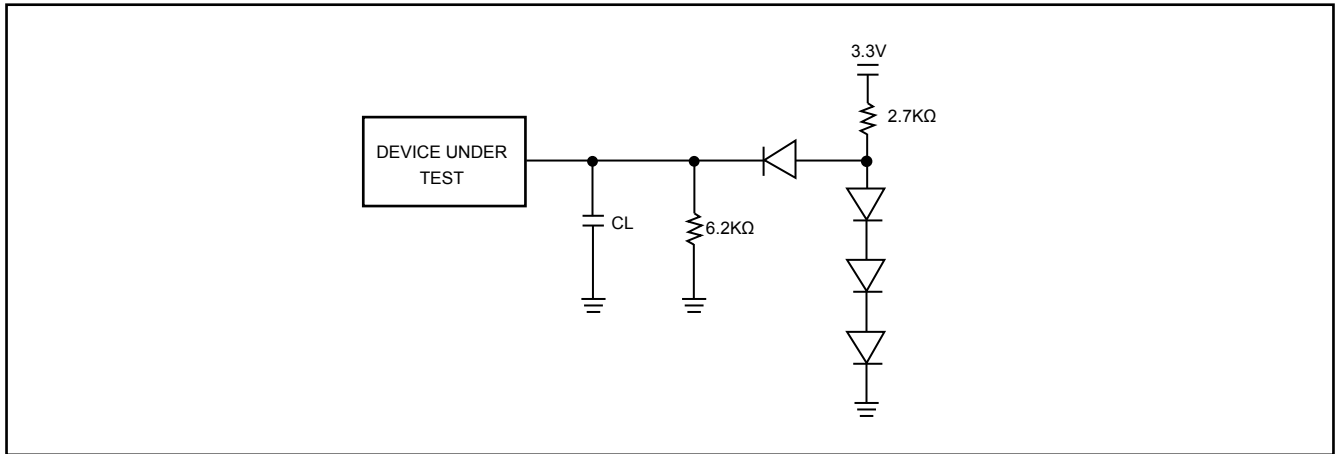 3.3V
2.7KΩ
DEVICE UNDER
TEST
CL
6.2KΩ